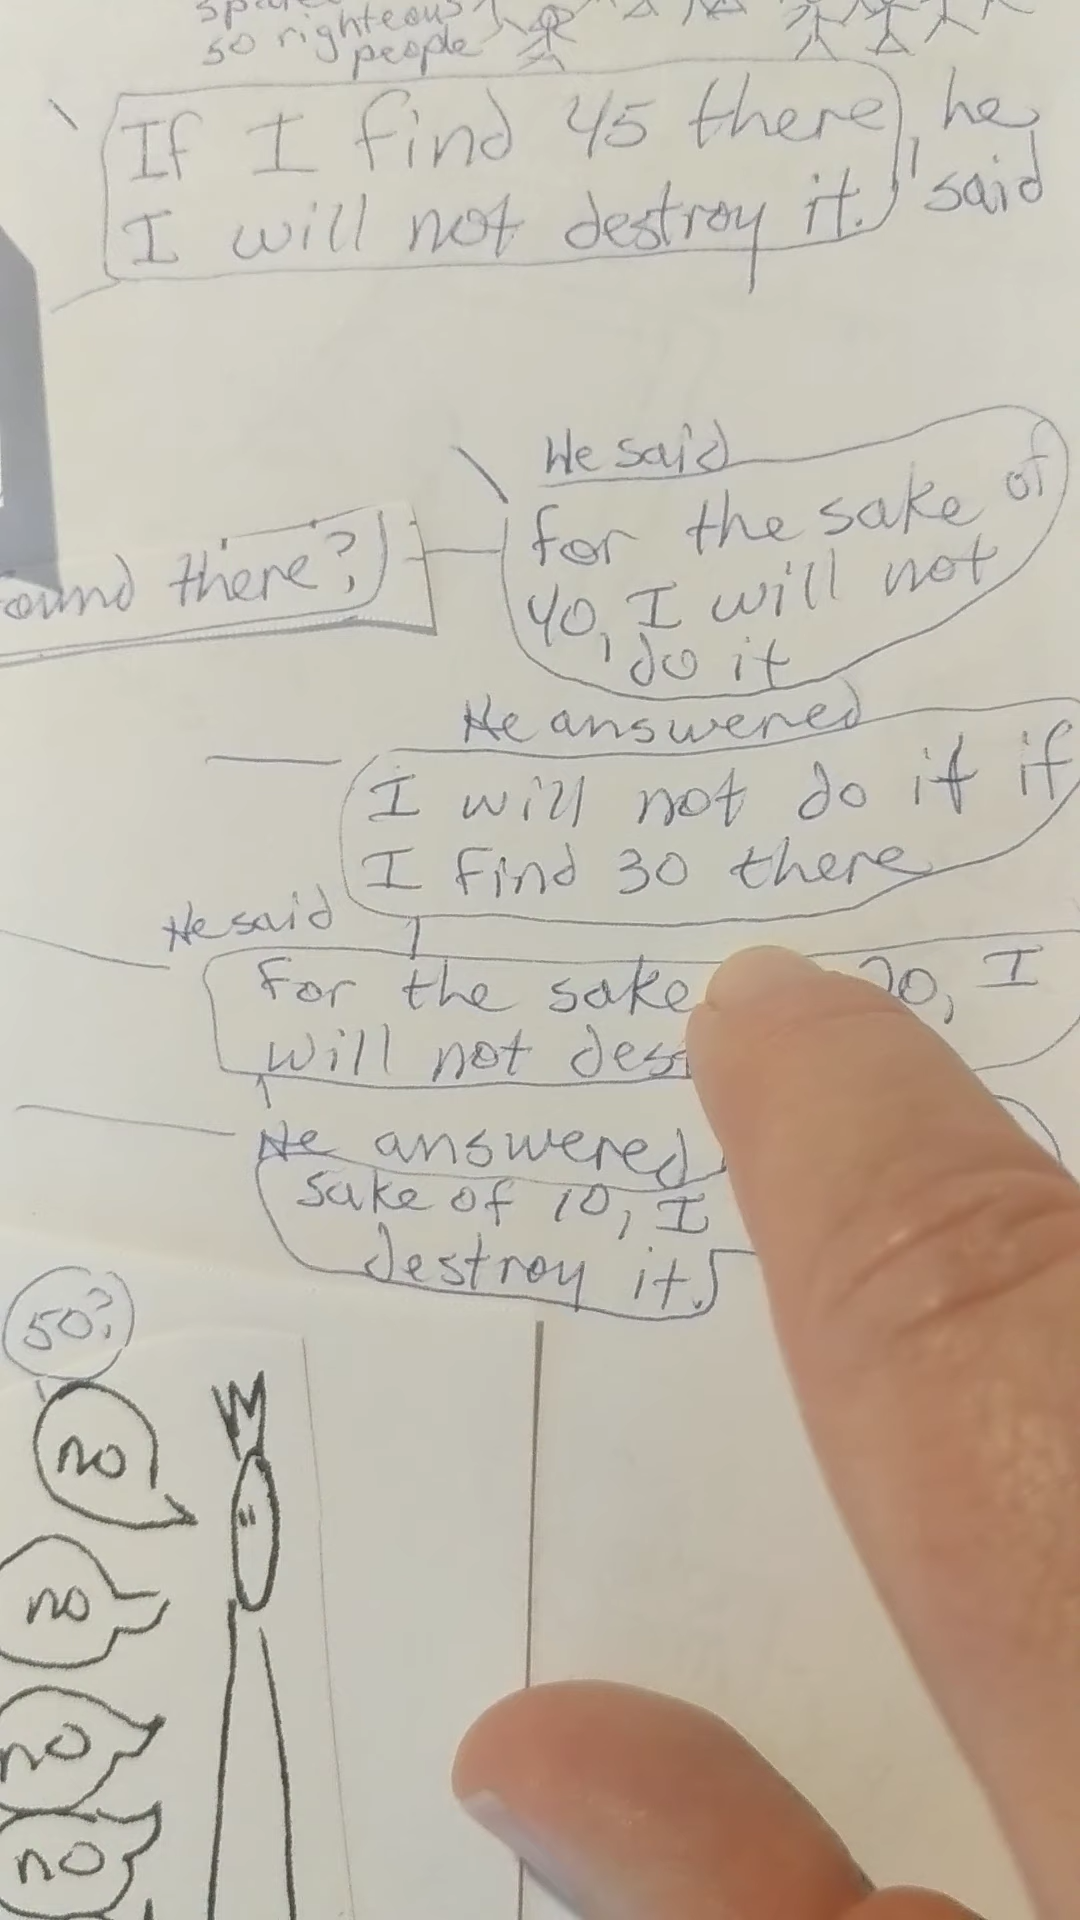 50 righteous
people
If I find 45 there, he
I will not destroy it. said
He said
for the sake of
40, I will not
do it
there?
He answered
I will not do it if
I find 30 there
He said
for the sake 20, I
will not
He answered
sake of 10, I
destroy it.
50?
no
no
no
no